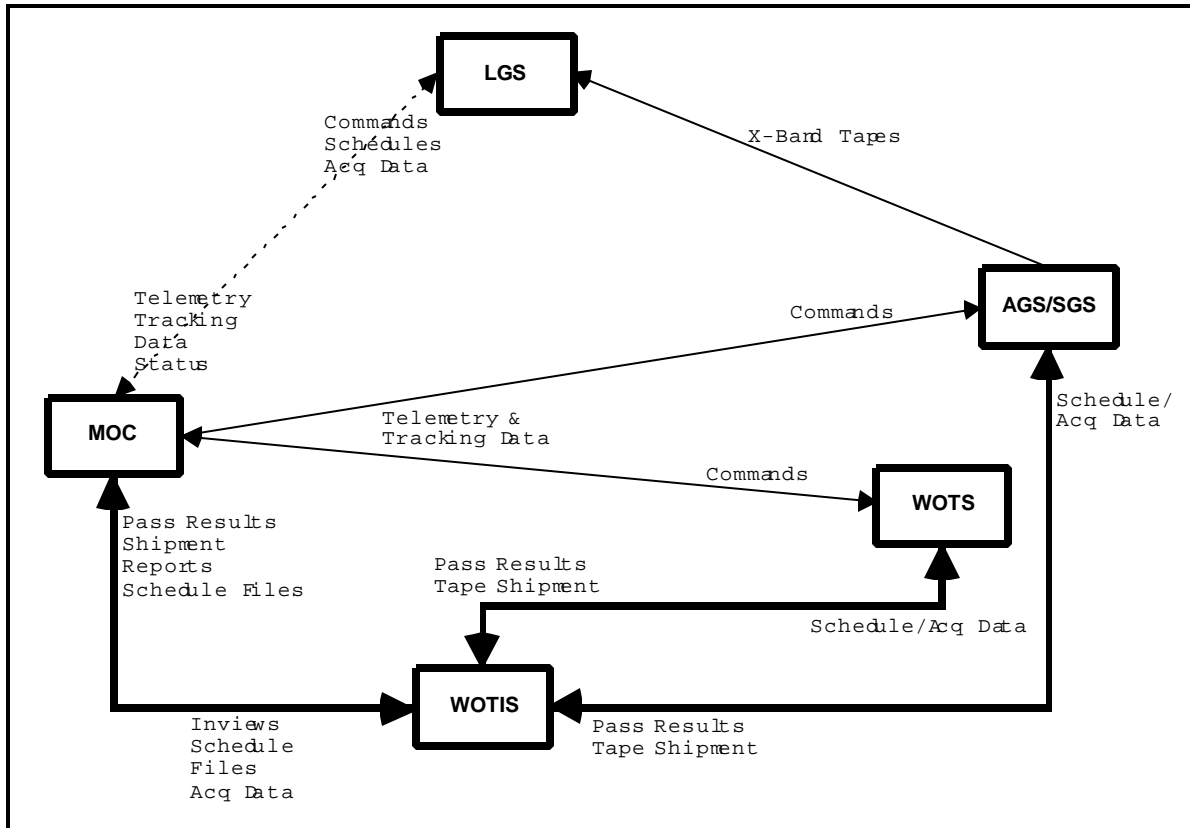 LGS
Commands
Schedules
Acq Data
X-Band Tapes
Telemetry
Tracking
Data
Status
Commands
AGS/SGS
MOC
Telemetry &
Tracking Data
Schedule/
Acq Data
Commands
WOTS
Pass Results
Shipment
Reports
Schedule Files
Pass Results
Tape Shipment
Schedule/Acq Data
WOTIS
Inviews
Schedule
Files
Acq Data
Pass Results
Tape Shipment